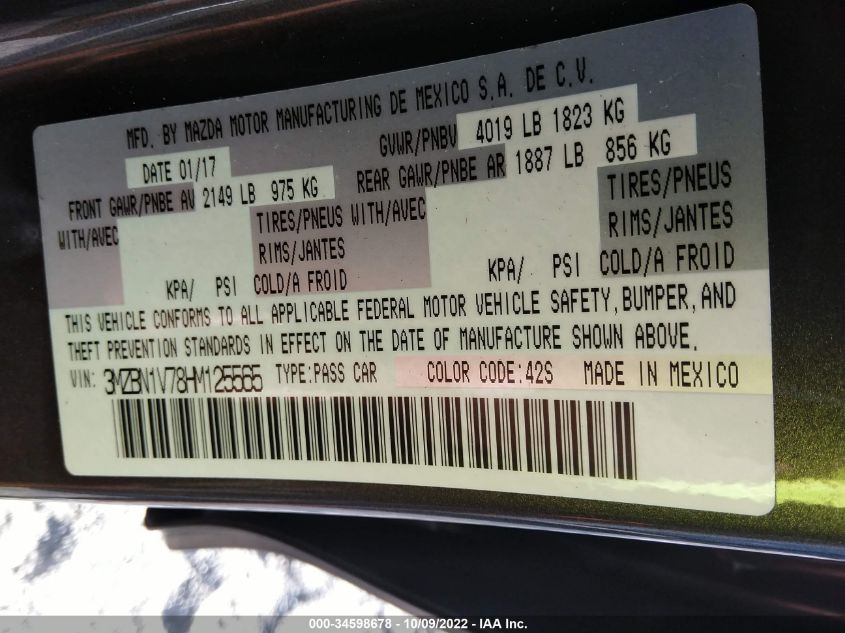 MFD. BY MAZDA MOTOR MANUFACTURING DE MEXICO S.A. DE C.V.
DATE 01/17 GVWR/PNBV 4019 LB 1823 KG
FRONT GAWR/PNBE AV 2149 LB 975 KG REAR GAWR/PNBE AR 1887 LB 856 KG
WITH/AVEC TIRES/PNEUS WITH/AVEC TIRES/PNEUS
RIMS/JANTES RIMS/JANTES
KPA/ PSI COLD/A FROID KPA/ PSI COLD/A FROID
THIS VEHICLE CONFORMS TO ALL APPLICABLE FEDERAL MOTOR VEHICLE SAFETY, BUMPER, AND
THEFT PREVENTION STANDARDS IN EFFECT ON THE DATE OF MANUFACTURE SHOWN ABOVE.
VIN: 3MZBN1V78HM125565 TYPE:PASS CAR COLOR CODE:42S MADE IN MEXICO
000-34598678 - 10/09/2022 - IAA Inc.